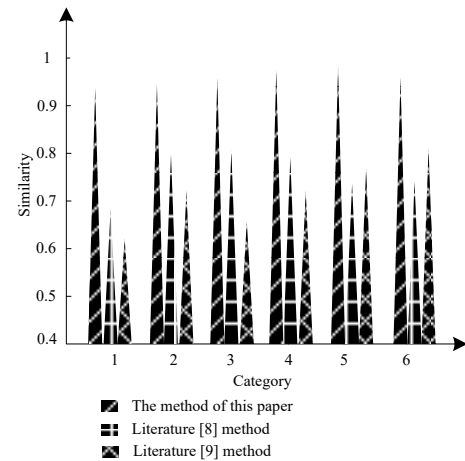 1
0.9
0.8
0.7
0.6
0.5
0.4
Similarity
1 2 3 4 5 6
Category
The method of this paper
Literature [8] method
Literature [9] method